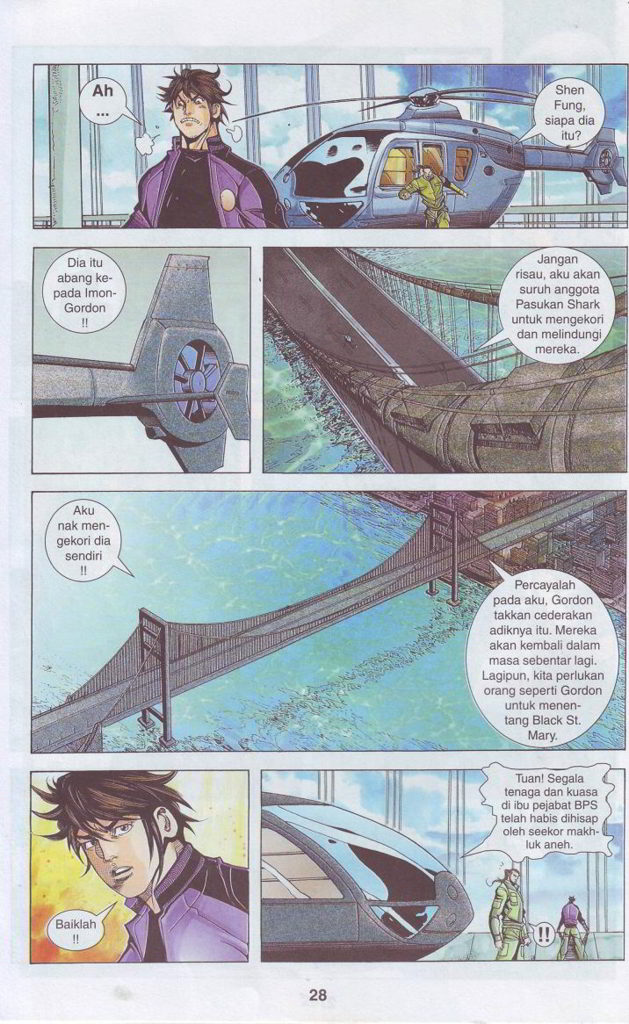 Ah
...
Shen
Fung,
siapa dia
itu?
Dia itu
abang ke-
pada Imon-
Gordon
!!
Jangan
risau, aku akan
suruh anggota
Pasukan Shark
untuk mengekori
dan melindungi
mereka.
Aku
nak men-
gekori dia
sendiri
!!
Percayalah
pada aku, Gordon
takkan cederakan
adiknya itu. Mereka
akan kembali dalam
masa sebentar lagi.
Lagipun, kita perlukan
orang seperti Gordon
untuk menen-
tang Black St.
Mary.
Baiklah
!!
Tuan! Segala
tenaga dan kuasa
di ibu pejabat BPS
telah habis dihisap
oleh seekor makh-
luk aneh.
!!
28